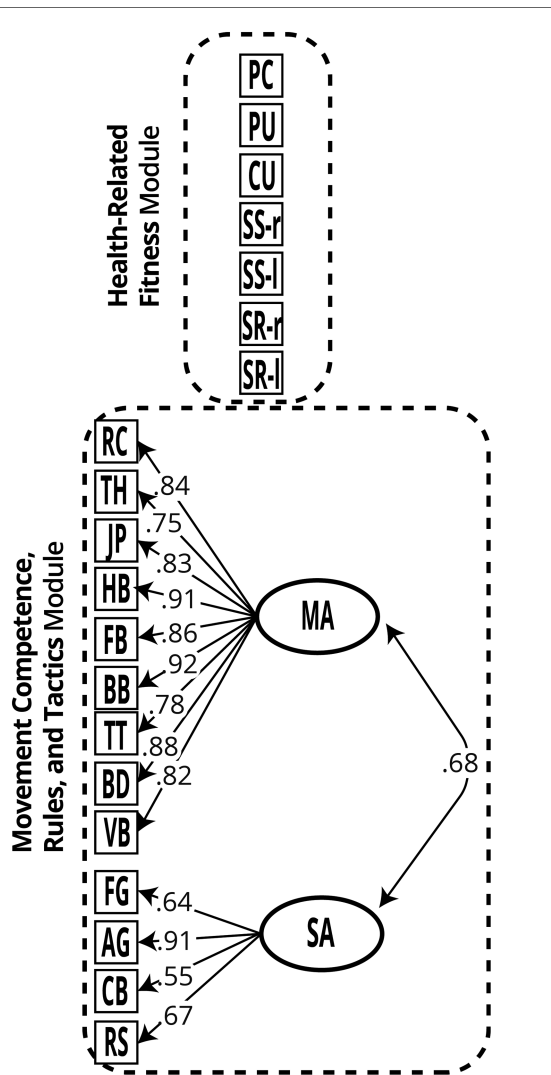 Health-Related
Fitness Module
PC
PU
CU
SS-r
SS-l
SR-r
SR-l
Movement Competence,
Rules, and Tactics Module
RC
TH
JP
HB
FB
BB
TT
BD
VB
.84
.75
.83
.91
.86
.92
.78
.88
.82
MA
.68
FG
AG
CB
RS
.64
.91
.55
.67
SA